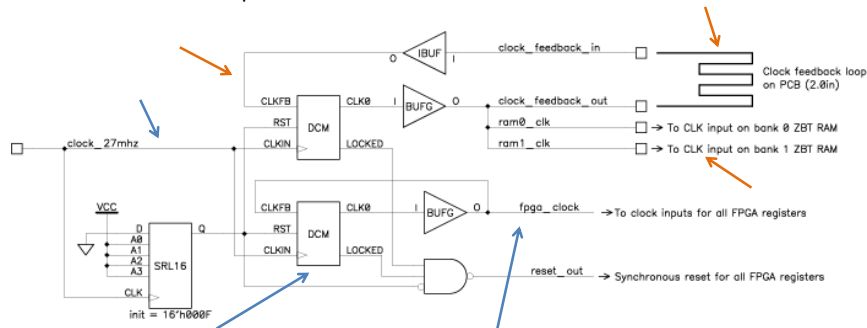 IBUF
O
I
clock_feedback_in
Clock feedback loop
on PCB (2.0in)
CLKFB
CLK0
I
BUFG
O
clock_feedback_out
RST
DCM
ram0_clk
→ To CLK input on bank 0 ZBT RAM
clock_27mhz
CLKIN
LOCKED
ram1_clk
→ To CLK input on bank 1 ZBT RAM
VCC
CLKFB
CLK0
I
BUFG
O
fpga_clock
→ To clock inputs for all FPGA registers
D
Q
RST
DCM
A0
A1
SRL16
CLKIN
LOCKED
A2
A3
reset_out
→ Synchronous reset for all FPGA registers
CLK
init = 16'h000F